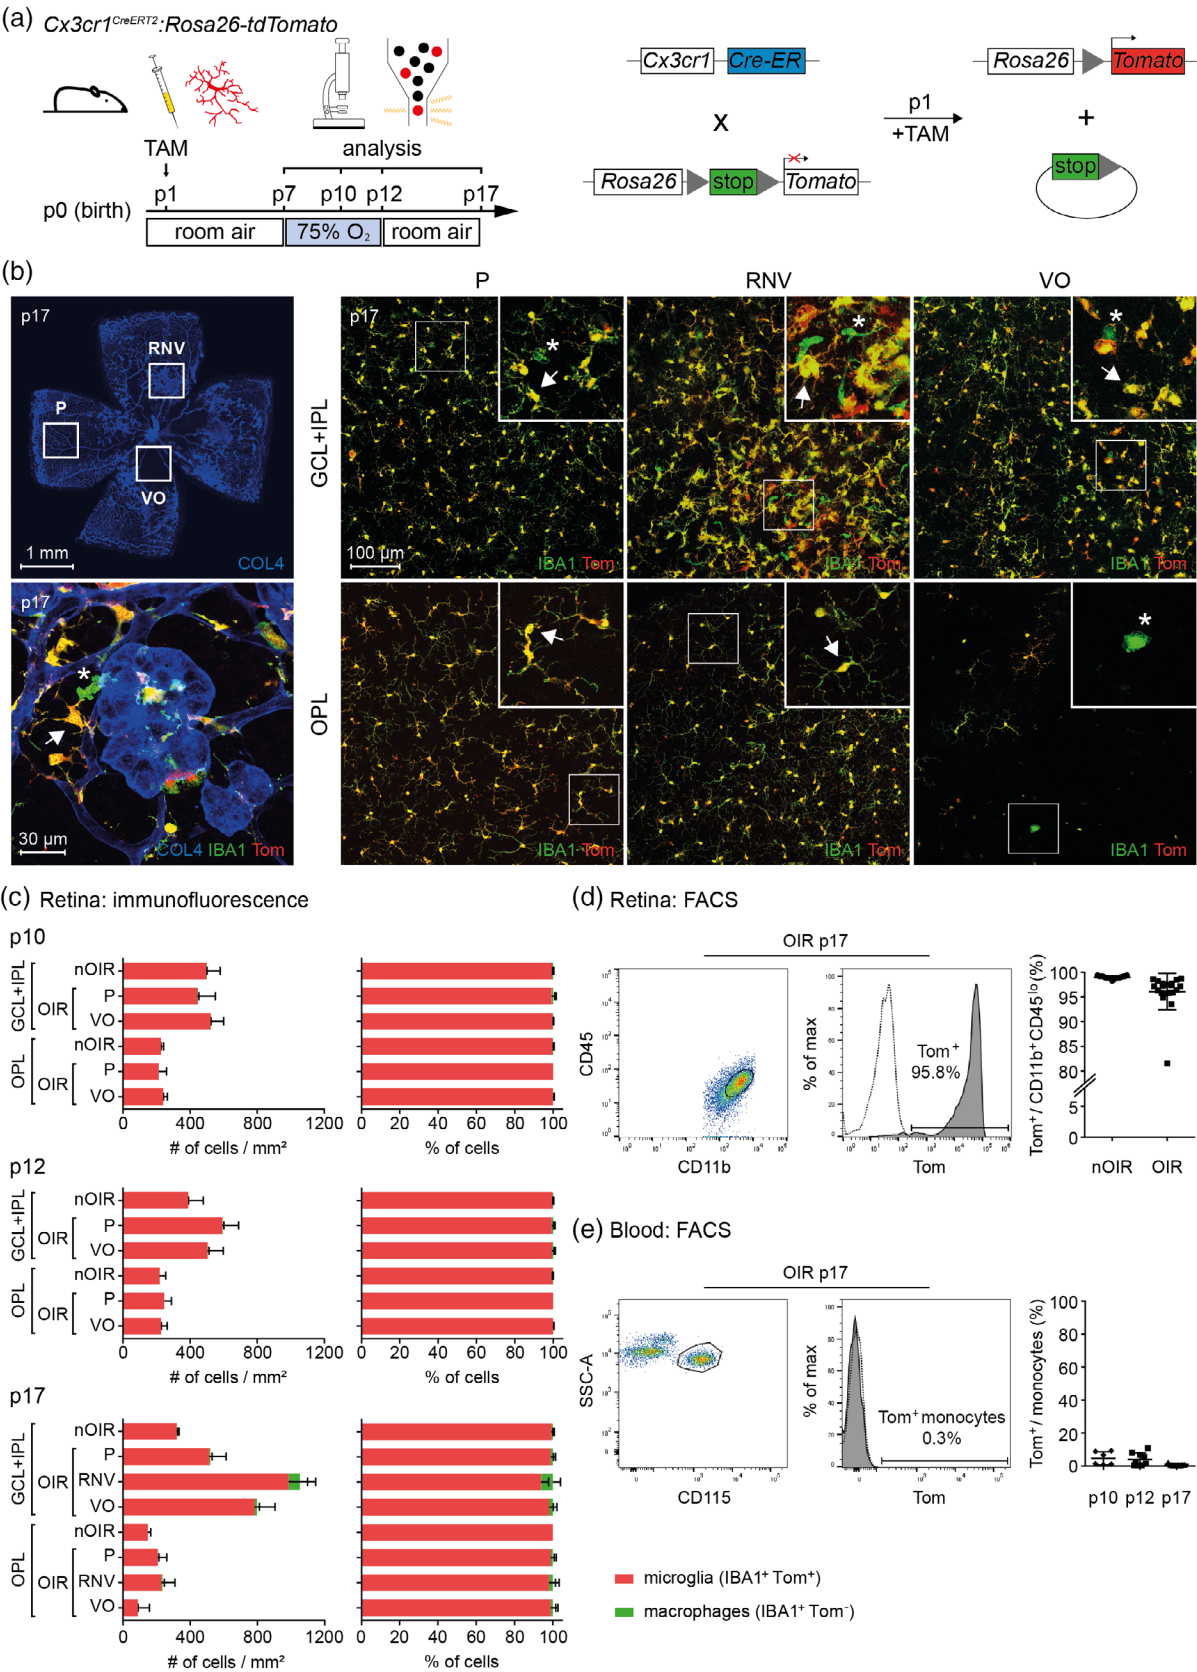 (a) Cx3cr1CreERT2:Rosa26-tdTomato
TAM
analysis
p1 p7 p10 p12 p17
p0 (birth)
room air 75% O2 room air
Cx3cr1 Cre-ER
x
Rosa26 stop Tomato
p1
+TAM
Rosa26 Tomato
+
stop
(b)
P RNV VO
p17
RNV
P
VO
1 mm
COL4
GCL+IPL
p17
*
100 µm
IBA1 Tom
*
IBA1 Tom
*
IBA1 Tom
p17
*
30 µm
COL4 IBA1 Tom
OPL
IBA1 Tom
IBA1 Tom
*
IBA1 Tom
(c) Retina: immunofluorescence
p10
GCL+IPL
nOIR
OIR
P
VO
OPL
nOIR
OIR
P
VO
0 400 800 1200
# of cells / mm²
0 20 40 60 80 100
% of cells
p12
GCL+IPL
nOIR
OIR
P
VO
OPL
nOIR
OIR
P
VO
0 400 800 1200
# of cells / mm²
0 20 40 60 80 100
% of cells
p17
GCL+IPL
nOIR
OIR
P
RNV
VO
OPL
nOIR
OIR
P
RNV
VO
0 400 800 1200
# of cells / mm²
0 20 40 60 80 100
% of cells
(d) Retina: FACS
OIR p17
CD45
CD11b
% of max
Tom+
95.8%
Tom
Tom+ / CD11b+CD45lo(%)
100
95
90
85
80
5
0
nOIR OIR
(e) Blood: FACS
OIR p17
SSC-A
CD115
% of max
Tom+ monocytes
0.3%
Tom
Tom+ / monocytes (%)
100
80
60
40
20
0
p10 p12 p17
microglia (IBA1+ Tom+)
macrophages (IBA1+ Tom-)